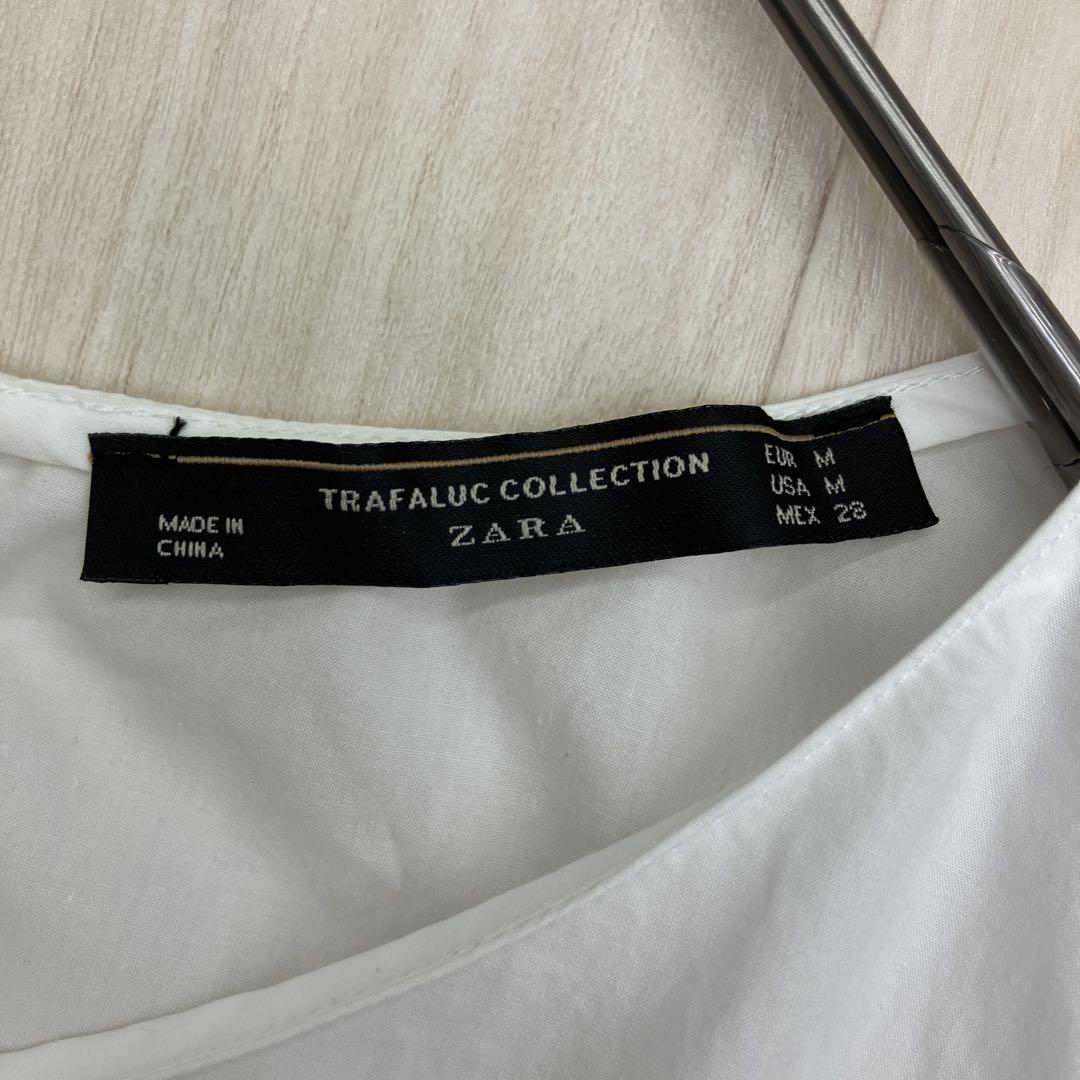 MADE IN
CHINA
TRAFALUC COLLECTION
ZARA
EUR M
USA M
MEX 28